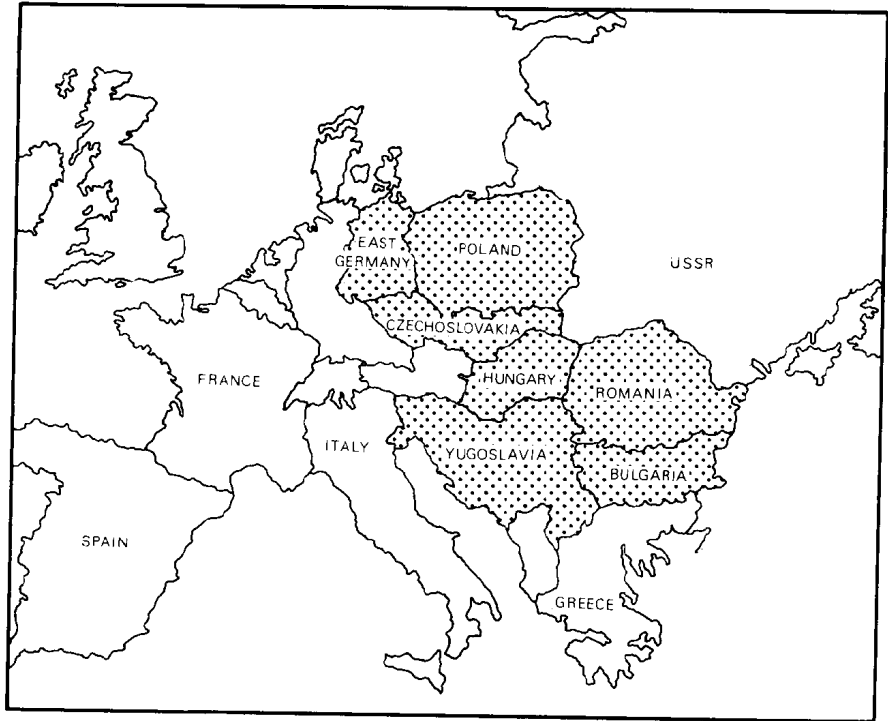 EAST
GERMANY
POLAND
USSR
CZECHOSLOVAKIA
FRANCE
HUNGARY
ROMANIA
ITALY
YUGOSLAVIA
BULGARIA
SPAIN
GREECE